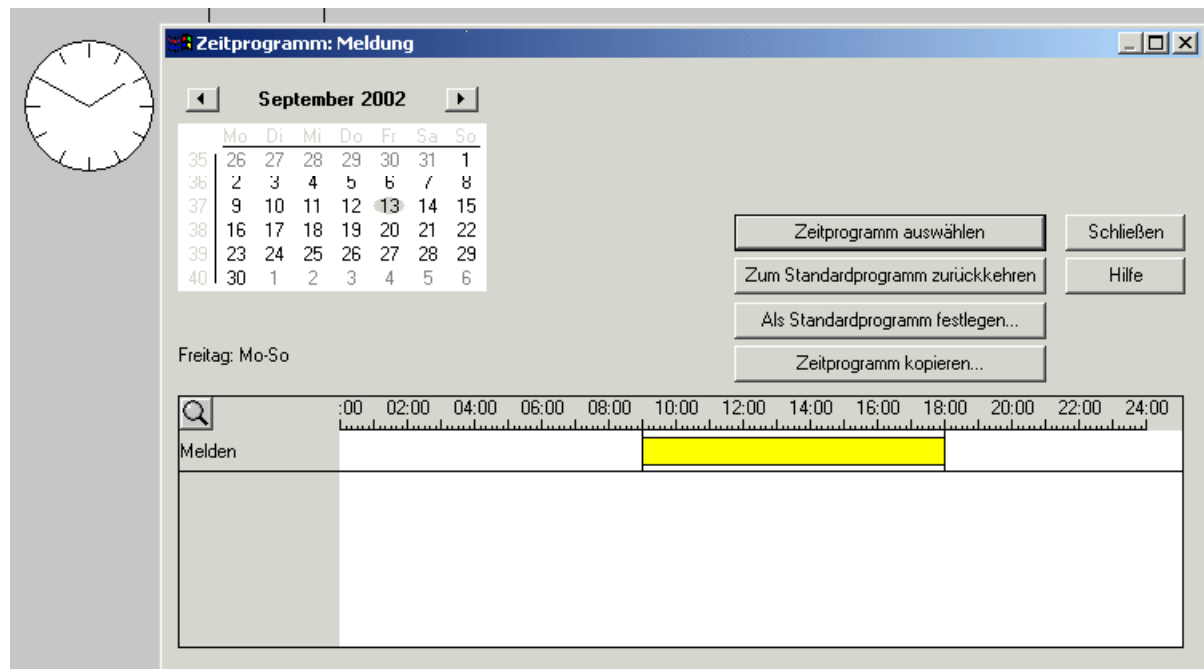 Zeitprogramm: Meldung
September 2002
Mo Di Mi Do Fr Sa So
35 26 27 28 29 30 31 1
36 2 3 4 5 6 7 8
37 9 10 11 12 13 14 15
38 16 17 18 19 20 21 22
39 23 24 25 26 27 28 29
40 30 1 2 3 4 5 6
Zeitprogramm auswählen Schließen
Zum Standardprogramm zurückkehren Hilfe
Als Standardprogramm festlegen...
Zeitprogramm kopieren...
Freitag: Mo-So
:00 02:00 04:00 06:00 08:00 10:00 12:00 14:00 16:00 18:00 20:00 22:00 24:00
Melden